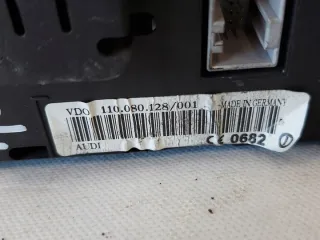 VDO 110.080.128/001 MADE IN GERMANY
AUDI CE 0682